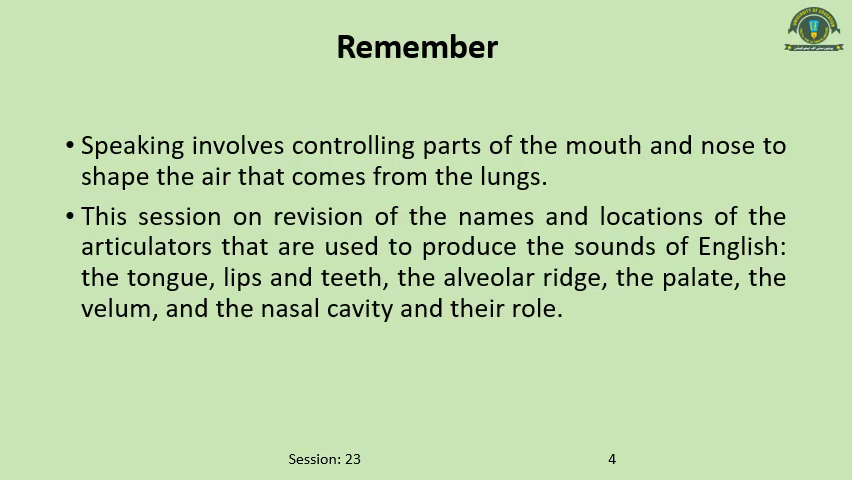 UNIVERSITY OF EDUCATION
Remember
• Speaking involves controlling parts of the mouth and nose to
shape the air that comes from the lungs.
• This session on revision of the names and locations of the
articulators that are used to produce the sounds of English:
the tongue, lips and teeth, the alveolar ridge, the palate, the
velum, and the nasal cavity and their role.
Session: 23
4